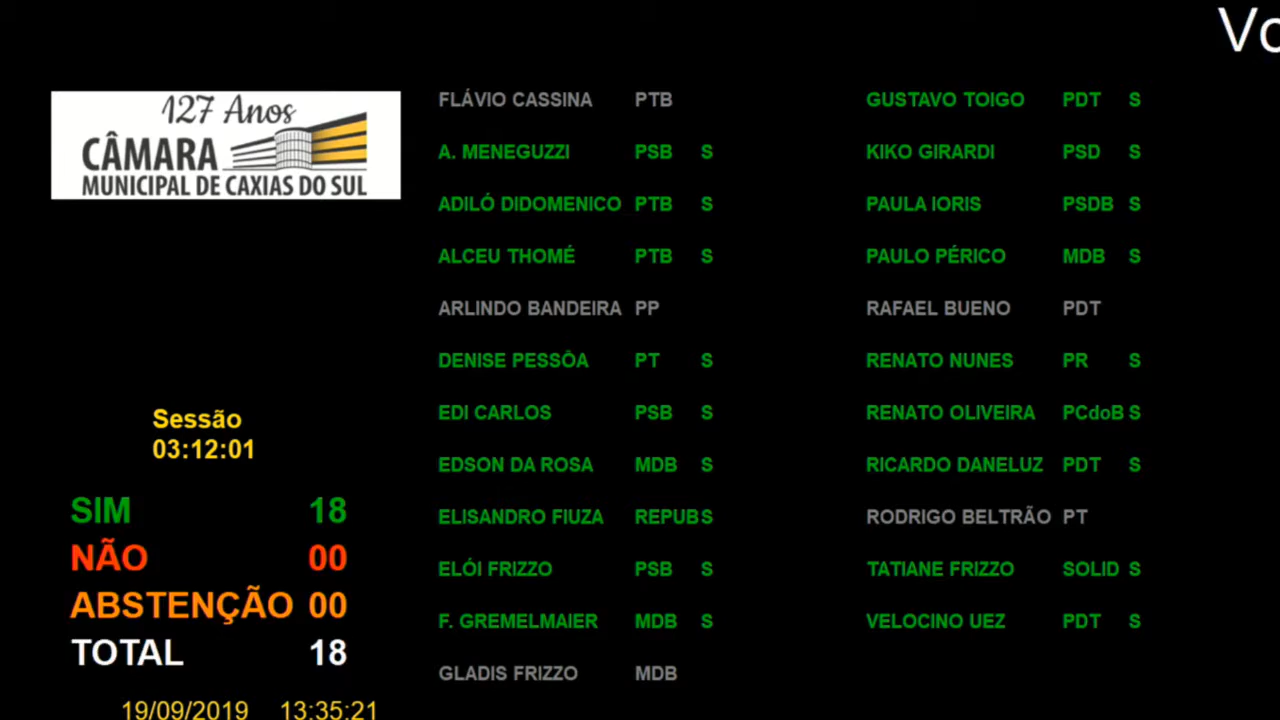 Vo
127 Anos
CÂMARA
MUNICIPAL DE CAXIAS DO SUL
Sessão
03:12:01
SIM 18
NÃO 00
ABSTENÇÃO 00
TOTAL 18
19/09/2019 13:35:21
FLÁVIO CASSINA PTB
A. MENEGUZZI PSB S
ADILÓ DIDOMENICO PTB S
ALCEU THOMÉ PTB S
ARLINDO BANDEIRA PP
DENISE PESSÔA PT S
EDI CARLOS PSB S
EDSON DA ROSA MDB S
ELISANDRO FIUZA REPUB S
ELÓI FRIZZO PSB S
F. GREMELMAIER MDB S
GLADIS FRIZZO MDB
GUSTAVO TOIGO PDT S
KIKO GIRARDI PSD S
PAULA IORIS PSDB S
PAULO PÉRICO MDB S
RAFAEL BUENO PDT
RENATO NUNES PR S
RENATO OLIVEIRA PCdoB S
RICARDO DANELUZ PDT S
RODRIGO BELTRÃO PT
TATIANE FRIZZO SOLID S
VELOCINO UEZ PDT S